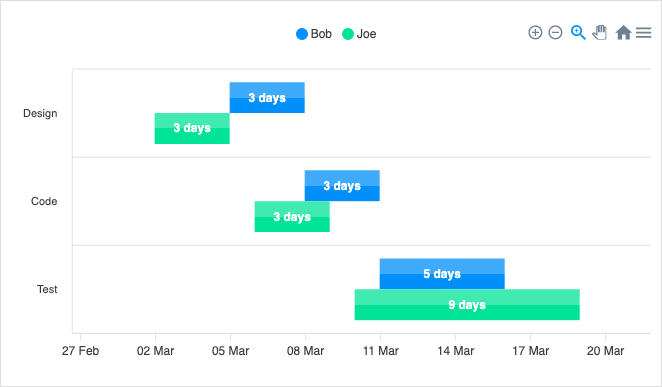 Bob Joe
Design
3 days
3 days
Code
3 days
3 days
Test
5 days
9 days
27 Feb 02 Mar 05 Mar 08 Mar 11 Mar 14 Mar 17 Mar 20 Mar